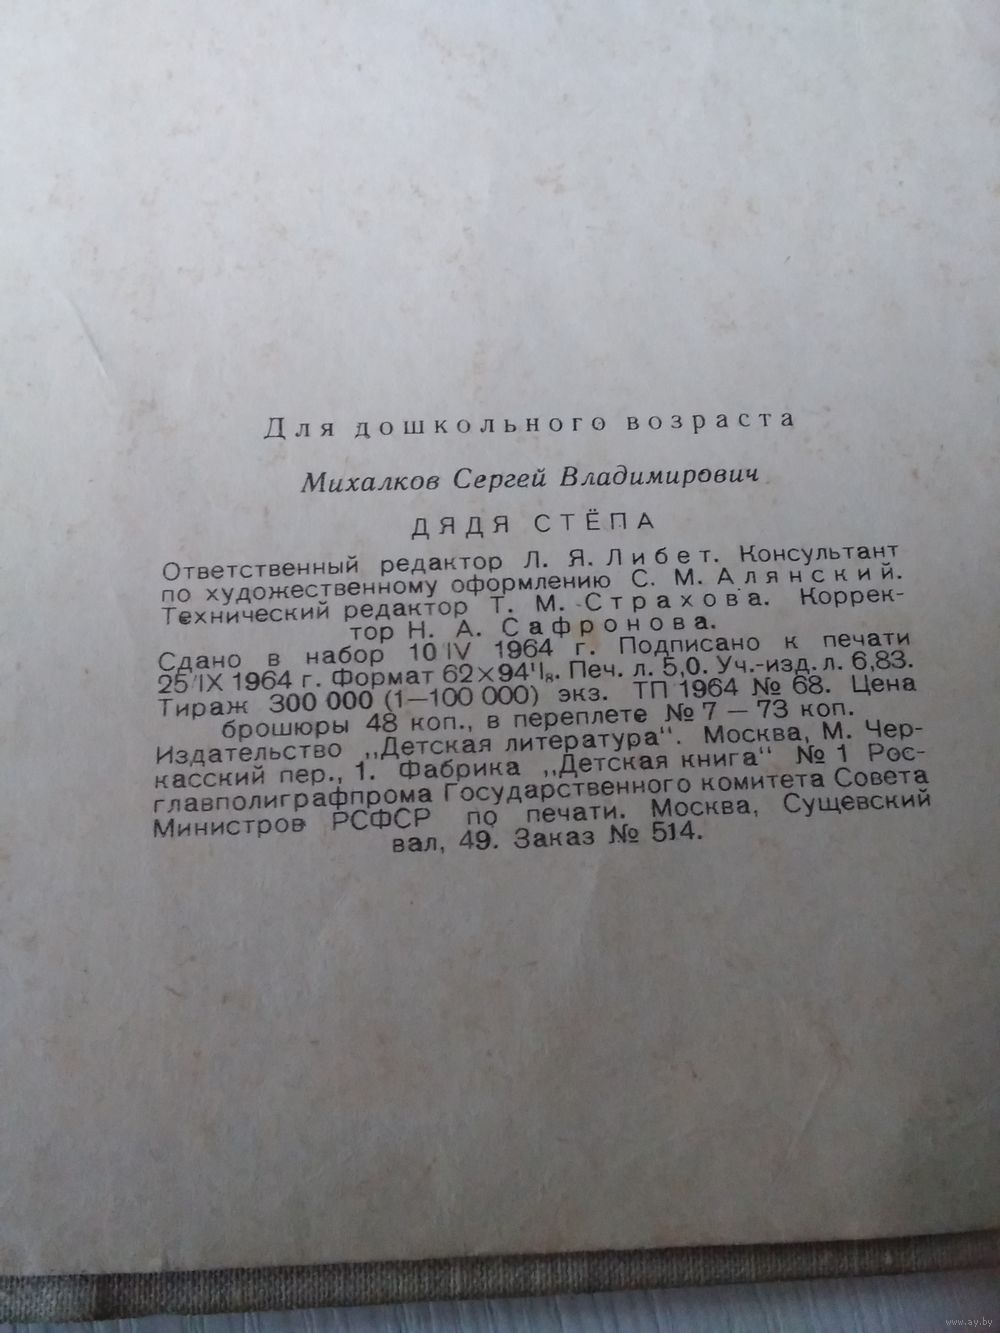 Для дошкольного возраста
Михалков Сергей Владимирович
ДЯДЯ СТЁПА
Ответственный редактор Л. Я. Либет. Консультант
по художественному оформлению С. М. Алянский.
Технический редактор Т. М. Страхова. Коррек-
тор Н. А. Сафронова.
Сдано в набор 10 IV 1964 г. Подписано к печати
25/IX 1964 г. Формат 62×94¹/₈. Печ. л. 5,0. Уч.-изд. л. 6,83.
Тираж 300 000 (1—100 000) экз. ТП 1964 № 68. Цена
брошюры 48 коп., в переплете № 7 — 73 коп.
Издательство „Детская литература“. Москва, М. Чер-
касский пер., 1. Фабрика „Детская книга“ № 1 Рос-
главполиграфпрома Государственного комитета Совета
Министров РСФСР по печати. Москва, Сущевский
вал, 49. Заказ № 514.
www.ay.by